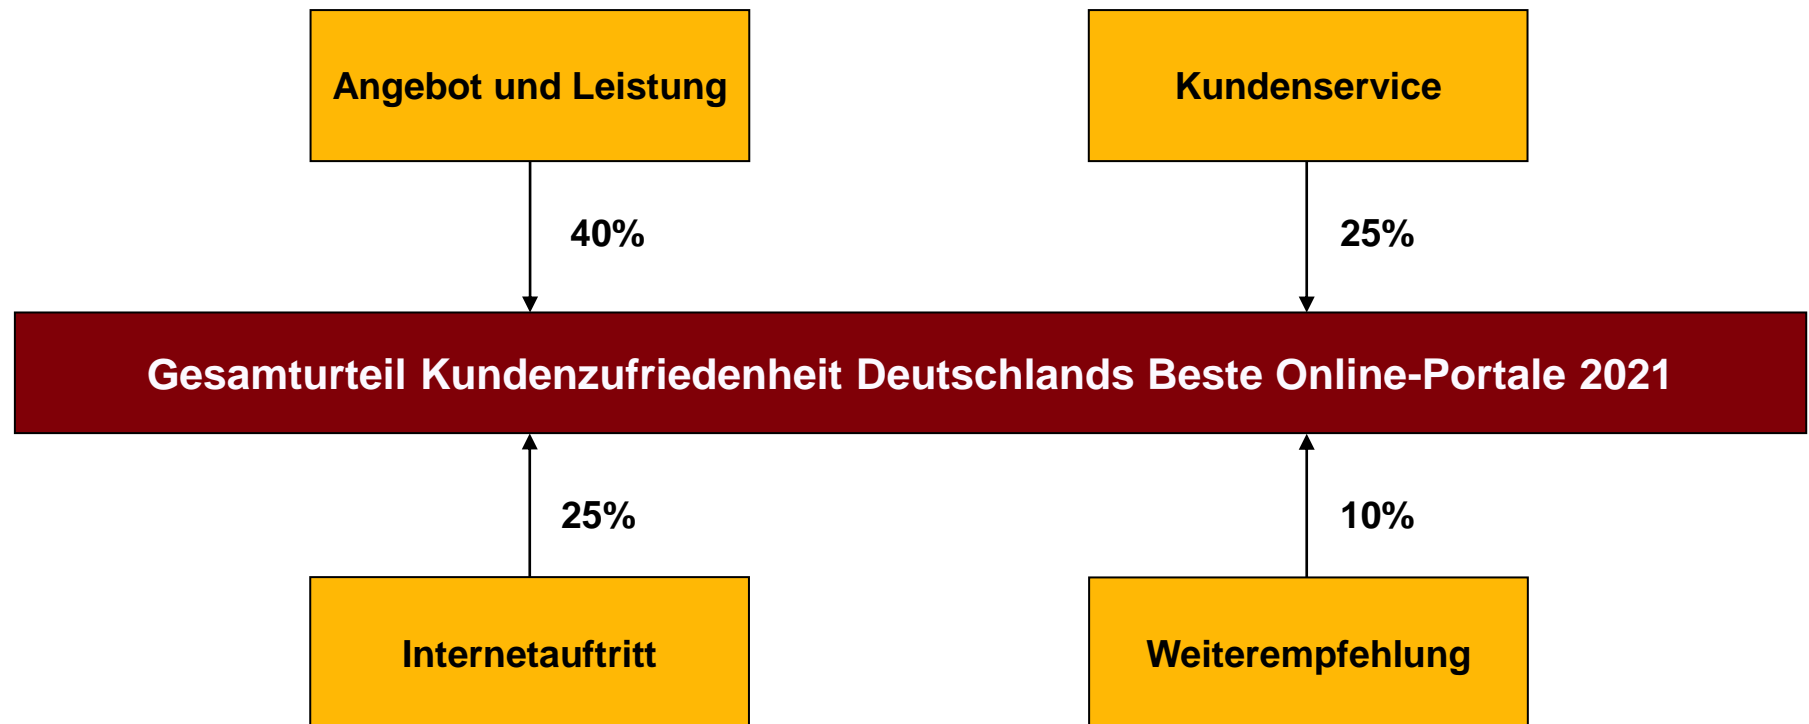 Angebot und Leistung
Kundenservice
40%
25%
Gesamturteil Kundenzufriedenheit Deutschlands Beste Online-Portale 2021
25%
10%
Internetauftritt
Weiterempfehlung